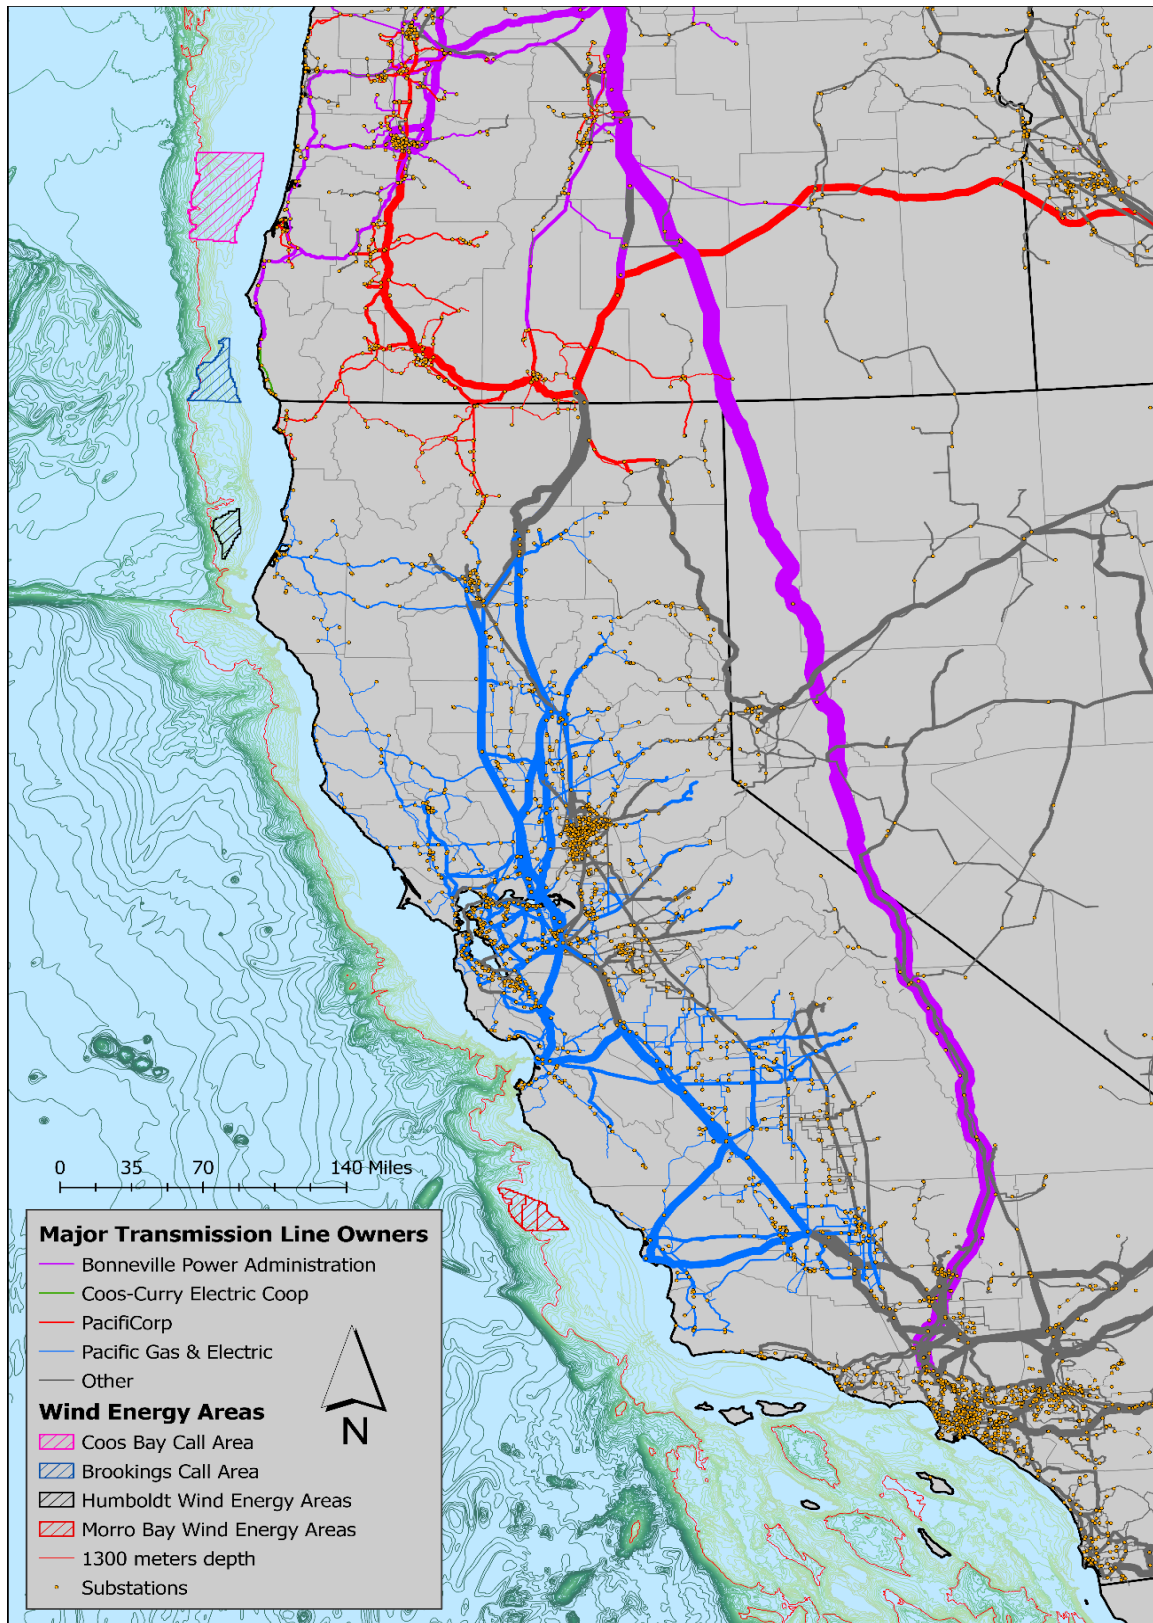 0 35 70 140 Miles
Major Transmission Line Owners
Bonneville Power Administration
Coos-Curry Electric Coop
PacifiCorp
Pacific Gas & Electric
Other
Wind Energy Areas
Coos Bay Call Area
Brookings Call Area
Humboldt Wind Energy Areas
Morro Bay Wind Energy Areas
1300 meters depth
Substations
N